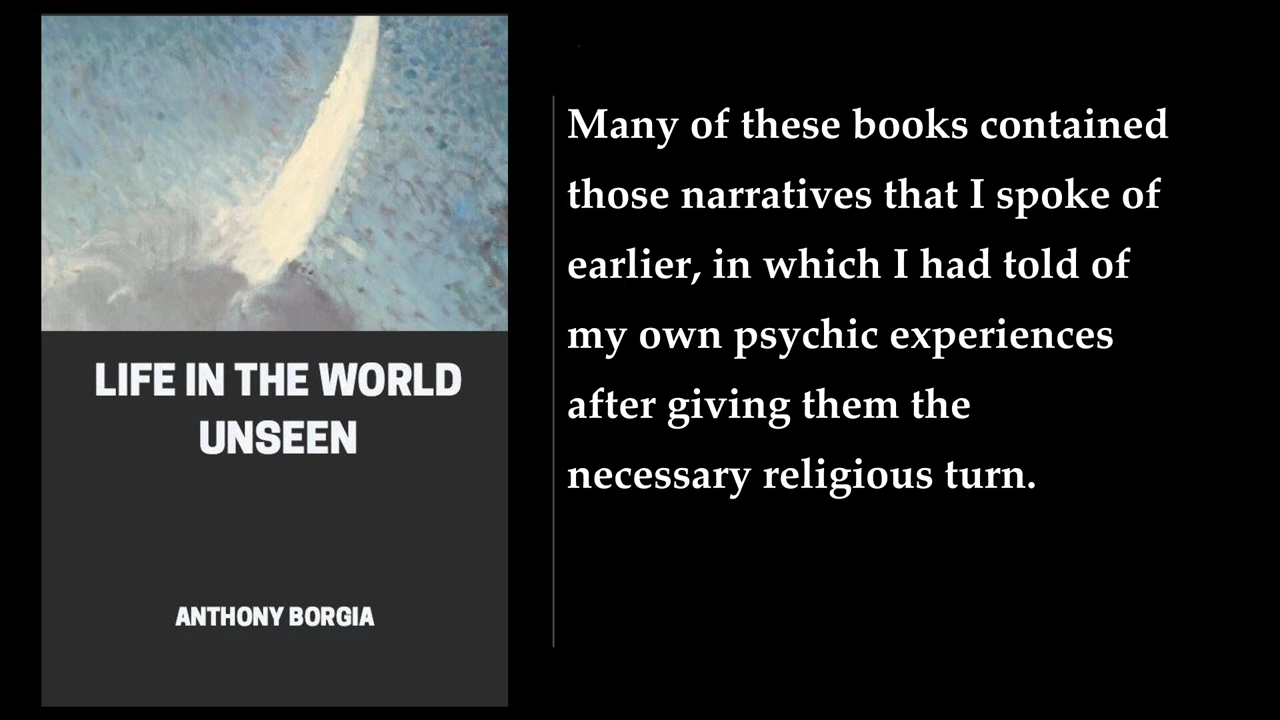 LIFE IN THE WORLD
UNSEEN
ANTHONY BORGIA
Many of these books contained
those narratives that I spoke of
earlier, in which I had told of
my own psychic experiences
after giving them the
necessary religious turn.